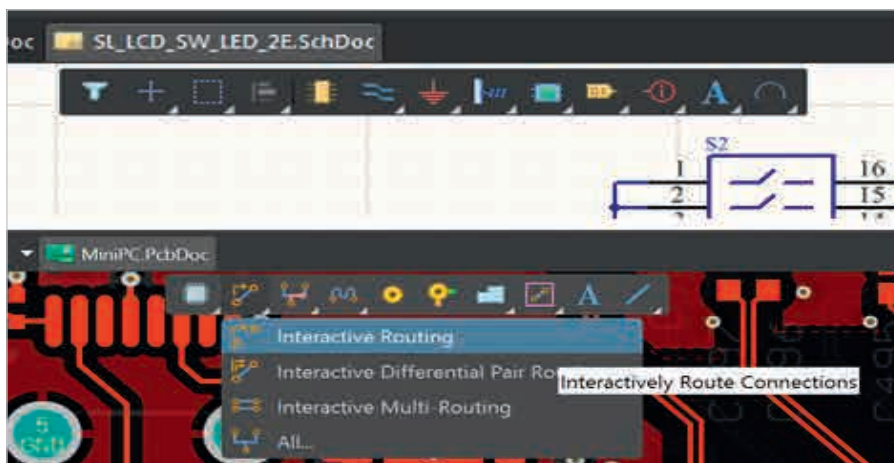 oc SL_LCD_SW_LED_2E.SchDoc
A
S2
1 16
2 15
MiniPC.PcbDoc
A
Interactive Routing
Interactive Differential Pair Ro
Interactively Route Connections
Interactive Multi-Routing
All...
5
GND